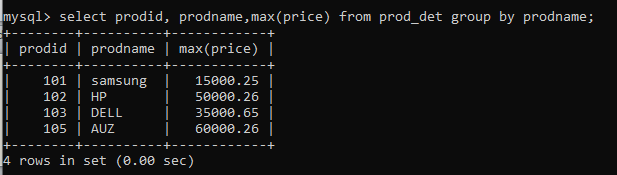 mysql> select prodid, prodname,max(price) from prod_det group by prodname;
+--------+----------+------------+
| prodid | prodname | max(price) |
+--------+----------+------------+
|    101 | samsung  |   15000.25 |
|    102 | HP       |   50000.26 |
|    103 | DELL     |   35000.65 |
|    105 | AUZ      |   60000.26 |
+--------+----------+------------+
4 rows in set (0.00 sec)